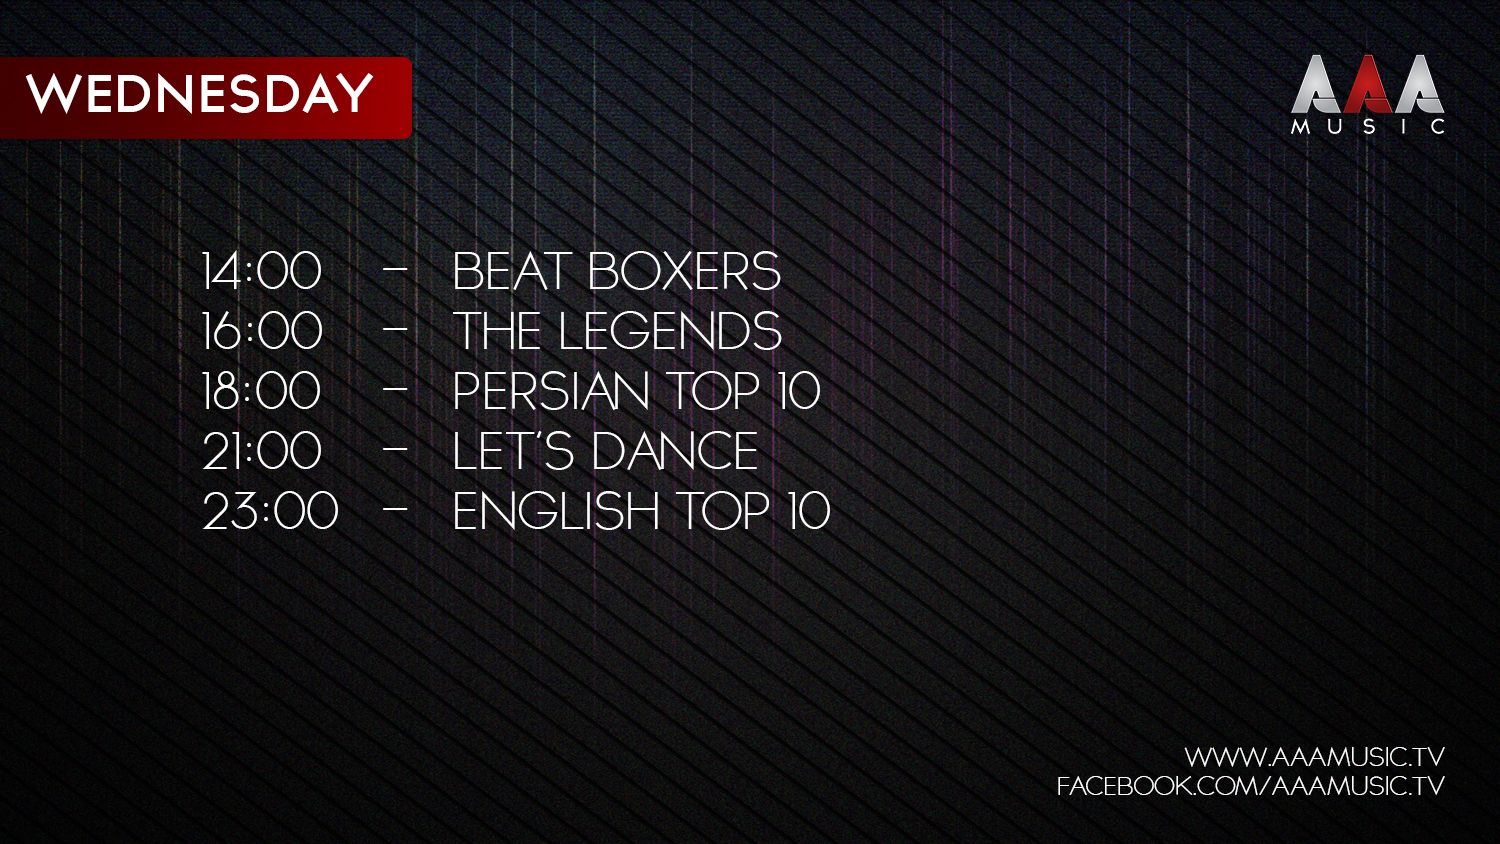 WEDNESDAY
AAA
MUSIC
14:00 – BEAT BOXERS
16:00 – THE LEGENDS
18:00 – PERSIAN TOP 10
21:00 – LET'S DANCE
23:00 – ENGLISH TOP 10
WWW.AAAMUSIC.TV
FACEBOOK.COM/AAAMUSIC.TV